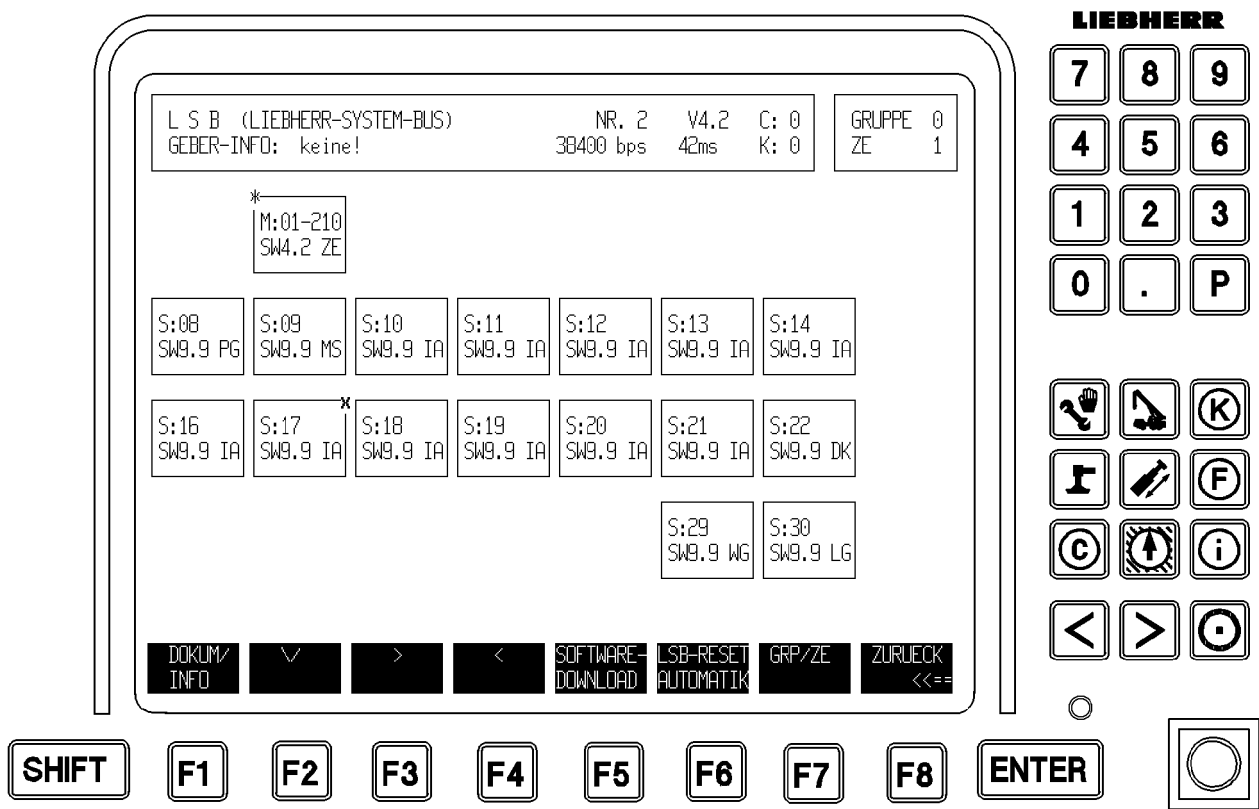 LIEBHERR
L S B (LIEBHERR-SYSTEM-BUS) NR. 2 V4.2 C: 0
GEBER-INFO: keine! 38400 bps 42ms K: 0
GRUPPE 0
ZE 1
*
M:01-210
SW4.2 ZE
S:08
SW9.9 PG
S:09
SW9.9 MS
S:10
SW9.9 IA
S:11
SW9.9 IA
S:12
SW9.9 IA
S:13
SW9.9 IA
S:14
SW9.9 IA
S:16
SW9.9 IA
x
S:17
SW9.9 IA
S:18
SW9.9 IA
S:19
SW9.9 IA
S:20
SW9.9 IA
S:21
SW9.9 IA
S:22
SW9.9 DK
S:29
SW9.9 WG
S:30
SW9.9 LG
DOKUM/
INFO
\/
>
<
SOFTWARE-
DOWNLOAD
LSB-RESET
AUTOMATIK
GRP/ZE
ZURUECK
<<==
7 8 9
4 5 6
1 2 3
0 . P
K
F
C i
< >
SHIFT F1 F2 F3 F4 F5 F6 F7 F8 ENTER